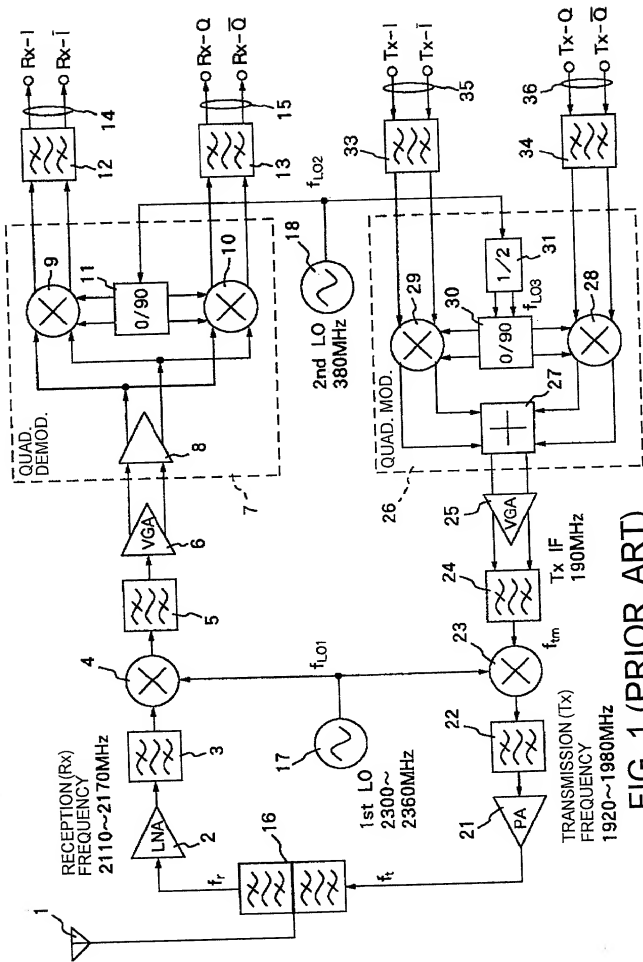 1
RECEPTION (Rx)
FREQUENCY
2110~2170MHz
LNA
2
3
4
5
VGA
6
7
QUAD.
DEMOD.
8
9
0/90
11
10
12
14
Rx-I
Rx-I̅
13
15
Rx-Q
Rx-Q̅
16
fr
ft
17
1st LO
2300~
2360MHz
fLO1
18
2nd LO
380MHz
fLO2
PA
21
TRANSMISSION (Tx)
FREQUENCY
1920~1980MHz
22
23
ftm
24
Tx IF
190MHz
VGA
25
26
QUAD. MOD.
27
28
29
30
0/90
fLO3
1/2
31
33
35
Tx-I
Tx-I̅
34
36
Tx-Q
Tx-Q̅
FIG. 1 (PRIOR ART)